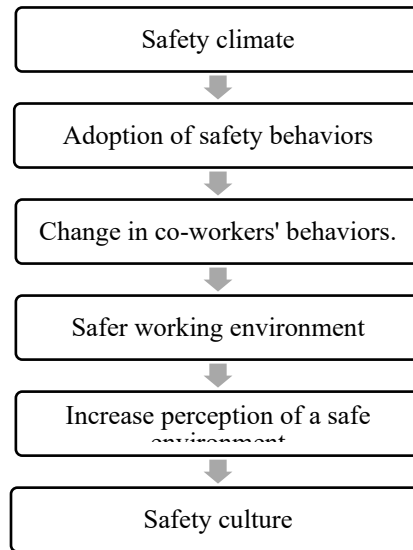 Safety climate
Adoption of safety behaviors
Change in co-workers' behaviors.
Safer working environment
Increase perception of a safe
environment
Safety culture